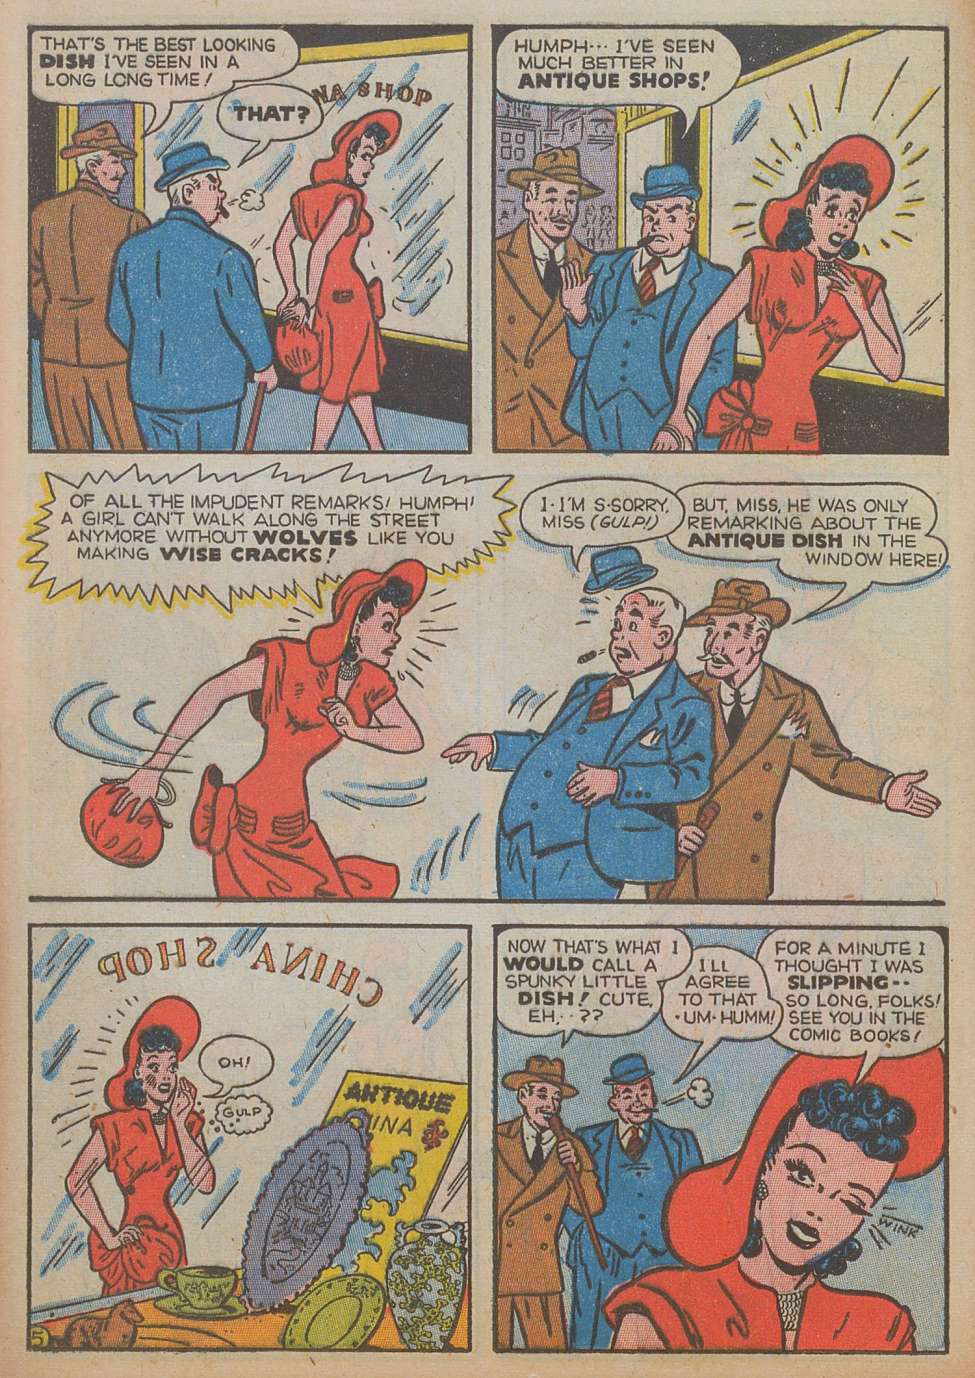 THAT'S THE BEST LOOKING
DISH I'VE SEEN IN A
LONG LONG TIME!
THAT?
NA SHOP
HUMPH--- I'VE SEEN
MUCH BETTER IN
ANTIQUE SHOPS!
OF ALL THE IMPUDENT REMARKS! HUMPH!
A GIRL CAN'T WALK ALONG THE STREET
ANYMORE WITHOUT WOLVES LIKE YOU
MAKING WISE CRACKS!
I-I'M S-SORRY,
MISS (GULP!)
BUT, MISS, HE WAS ONLY
REMARKING ABOUT THE
ANTIQUE DISH IN THE
WINDOW HERE!
CHINA SHOP
OH!
GULP
ANTIQUE
INA
5
NOW THAT'S WHAT I
WOULD CALL A
SPUNKY LITTLE
DISH! CUTE,
EH,--??
I'LL
AGREE
TO THAT
-UM-HUMM!
FOR A MINUTE I
THOUGHT I WAS
SLIPPING--
SO LONG, FOLKS!
SEE YOU IN THE
COMIC BOOKS!
WINK